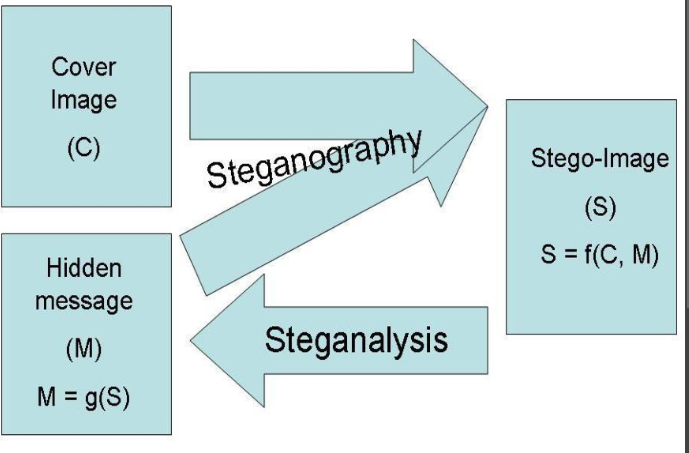 Cover
Image
(C)
Steganography
Stego-Image
(S)
S = f(C, M)
Hidden
message
(M)
M = g(S)
Steganalysis